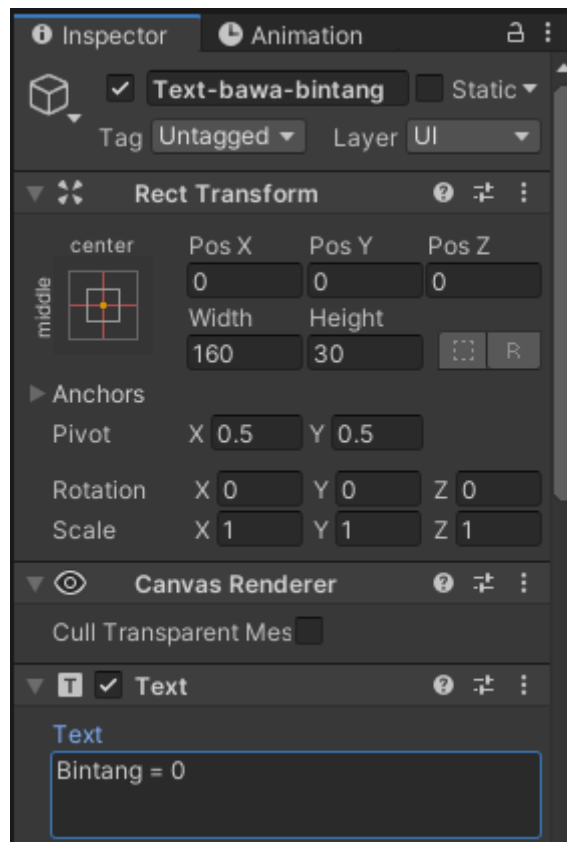 Inspector Animation
Text-bawa-bintang Static
Tag Untagged Layer UI
Rect Transform
center Pos X Pos Y Pos Z
middle 0 0 0
Width Height
160 30 R
Anchors
Pivot X 0.5 Y 0.5
Rotation X 0 Y 0 Z 0
Scale X 1 Y 1 Z 1
Canvas Renderer
Cull Transparent Mes
T Text
Text
Bintang = 0